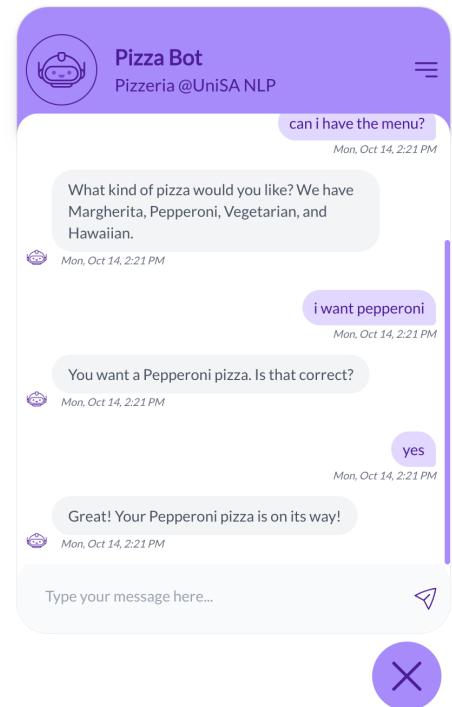 Pizza Bot
Pizzeria @UniSA NLP
can i have the menu?
Mon, Oct 14, 2:21 PM
What kind of pizza would you like? We have
Margherita, Pepperoni, Vegetarian, and
Hawaiian.
Mon, Oct 14, 2:21 PM
i want pepperoni
Mon, Oct 14, 2:21 PM
You want a Pepperoni pizza. Is that correct?
Mon, Oct 14, 2:21 PM
yes
Mon, Oct 14, 2:21 PM
Great! Your Pepperoni pizza is on its way!
Mon, Oct 14, 2:21 PM
Type your message here...